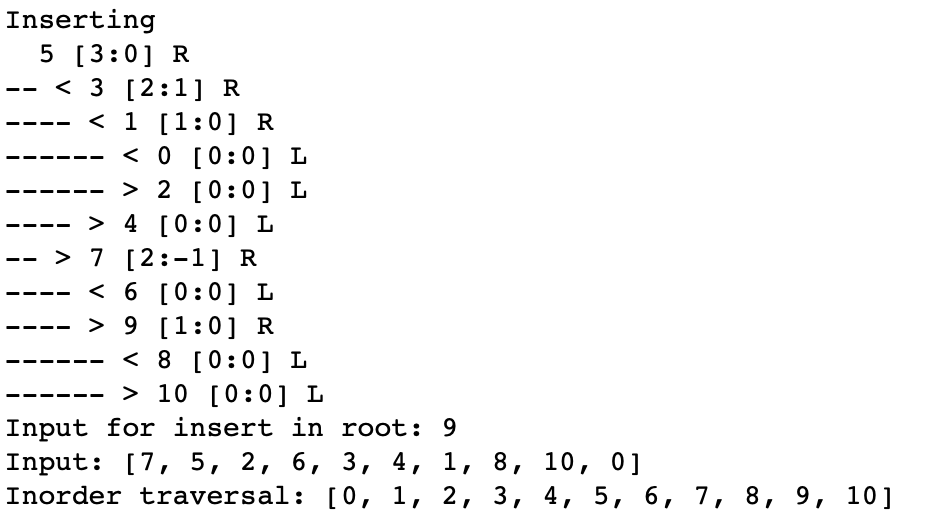 Inserting
  5 [3:0] R
-- < 3 [2:1] R
---- < 1 [1:0] R
------ < 0 [0:0] L
------ > 2 [0:0] L
---- > 4 [0:0] L
-- > 7 [2:-1] R
---- < 6 [0:0] L
---- > 9 [1:0] R
------ < 8 [0:0] L
------ > 10 [0:0] L
Input for insert in root: 9
Input: [7, 5, 2, 6, 3, 4, 1, 8, 10, 0]
Inorder traversal: [0, 1, 2, 3, 4, 5, 6, 7, 8, 9, 10]